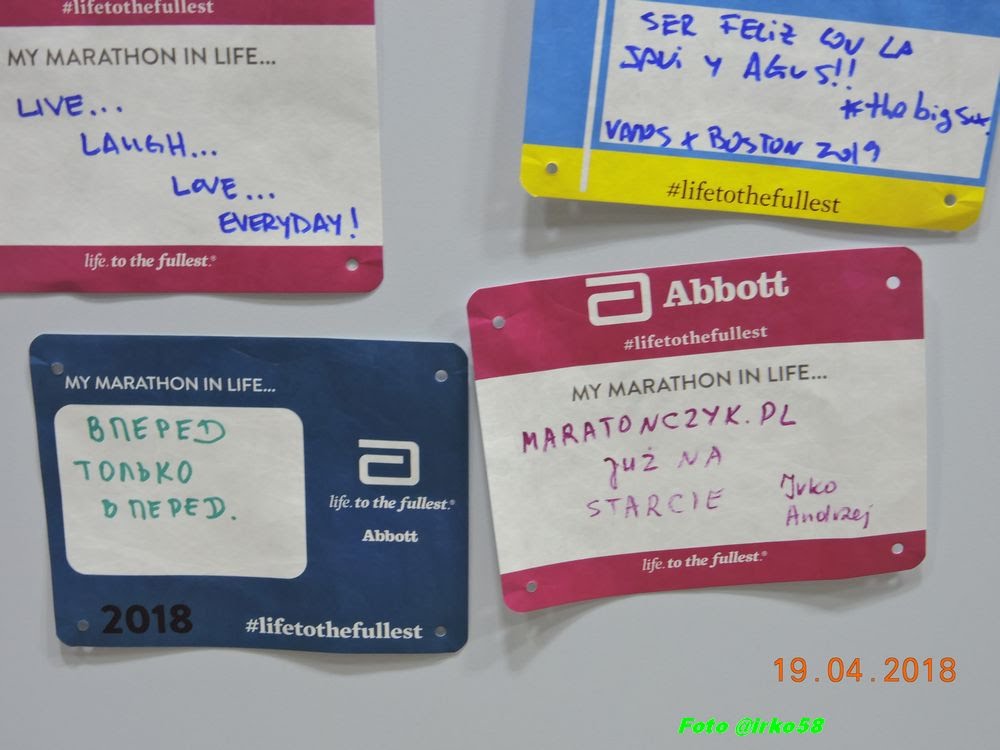 #lifetothefullest
MY MARATHON IN LIFE...
LIVE...
LAUGH...
LOVE...
EVERYDAY!
life. to the fullest.®
SER FELIZ CON LA
JAVI Y AGUS!!
#thebig
VAMOS X BOSTON 2019
#lifetothefullest
MY MARATHON IN LIFE...
ВПЕРЕД
ТОЛЬКО
ВПЕРЕД.
life. to the fullest.®
Abbott
2018
#lifetothefullest
Abbott
#lifetothefullest
MY MARATHON IN LIFE...
MARATONCZYK.PL
JUŻ NA
STARCIE
Irko
Andrzej
life. to the fullest.®
19.04.2018
Foto @irko58